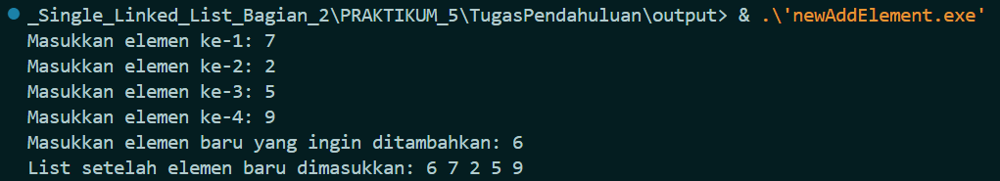 _Single_Linked_List_Bagian_2\PRAKTIKUM_5\TugasPendahuluan\output> & .\'newAddElement.exe'
Masukkan elemen ke-1: 7
Masukkan elemen ke-2: 2
Masukkan elemen ke-3: 5
Masukkan elemen ke-4: 9
Masukkan elemen baru yang ingin ditambahkan: 6
List setelah elemen baru dimasukkan: 6 7 2 5 9